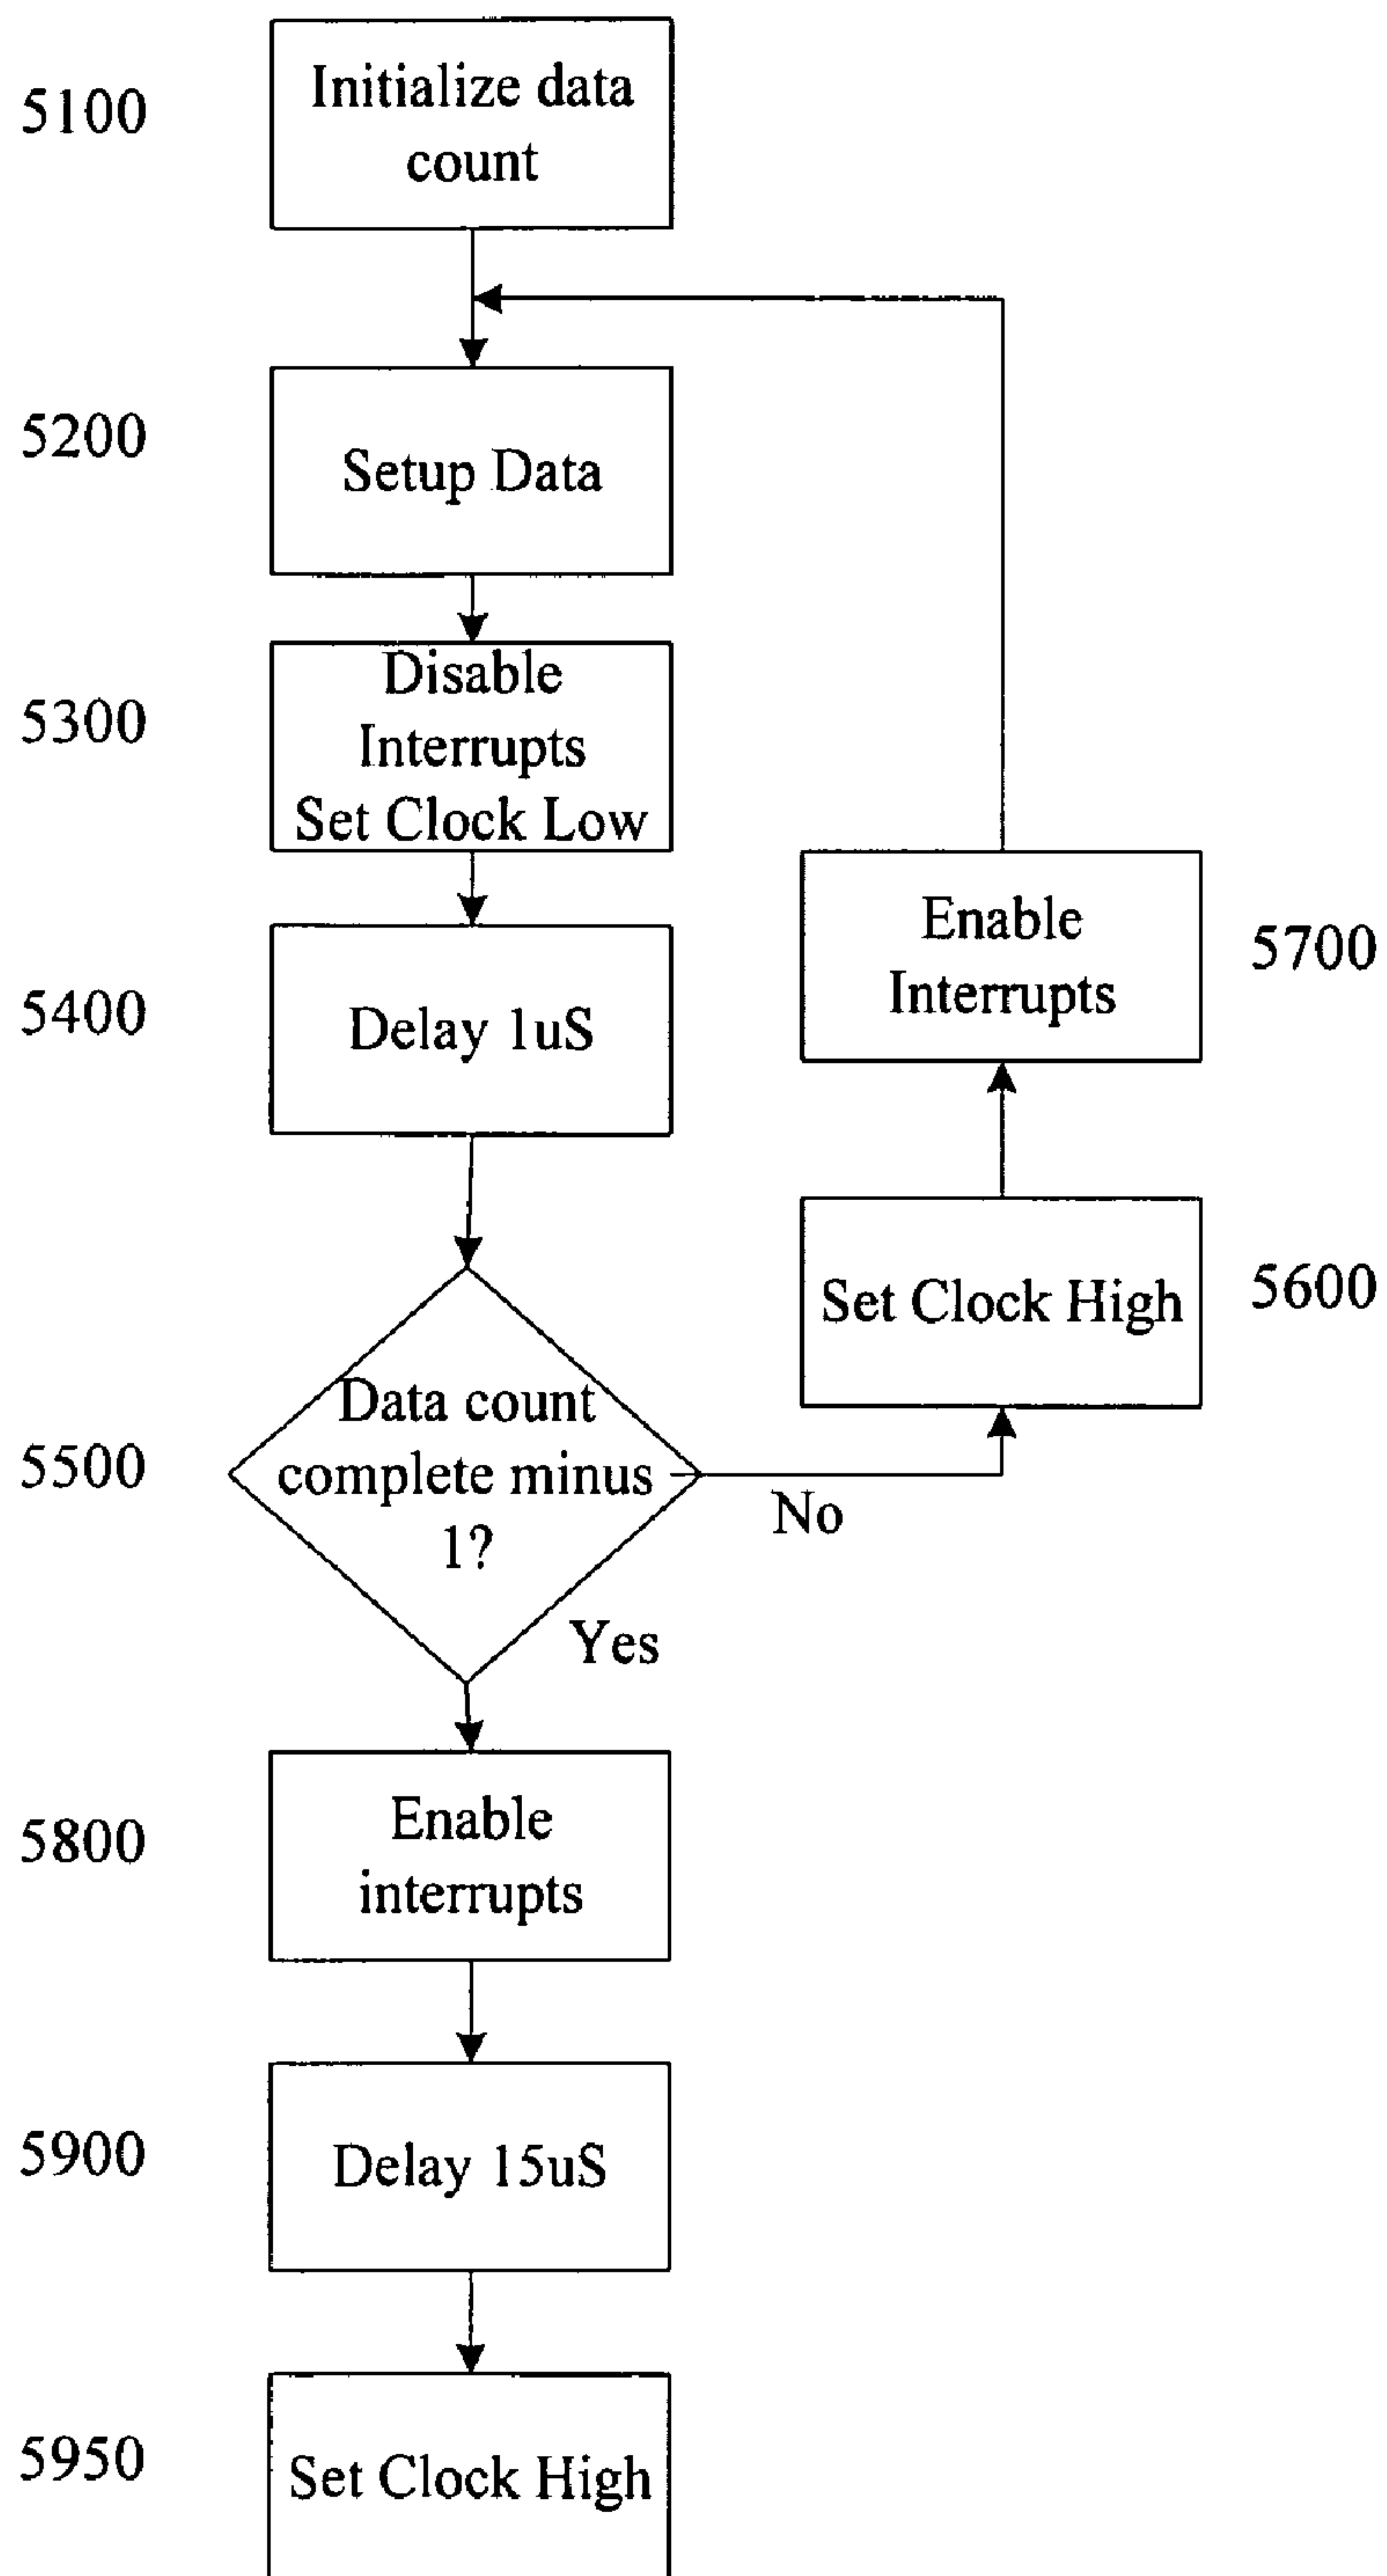 5100
Initialize data
count
5200
Setup Data
5300
Disable
Interrupts
Set Clock Low
5400
Delay 1uS
5500
Data count
complete minus
1?
No
Yes
Set Clock High
5600
Enable
Interrupts
5700
5800
Enable
interrupts
5900
Delay 15uS
5950
Set Clock High